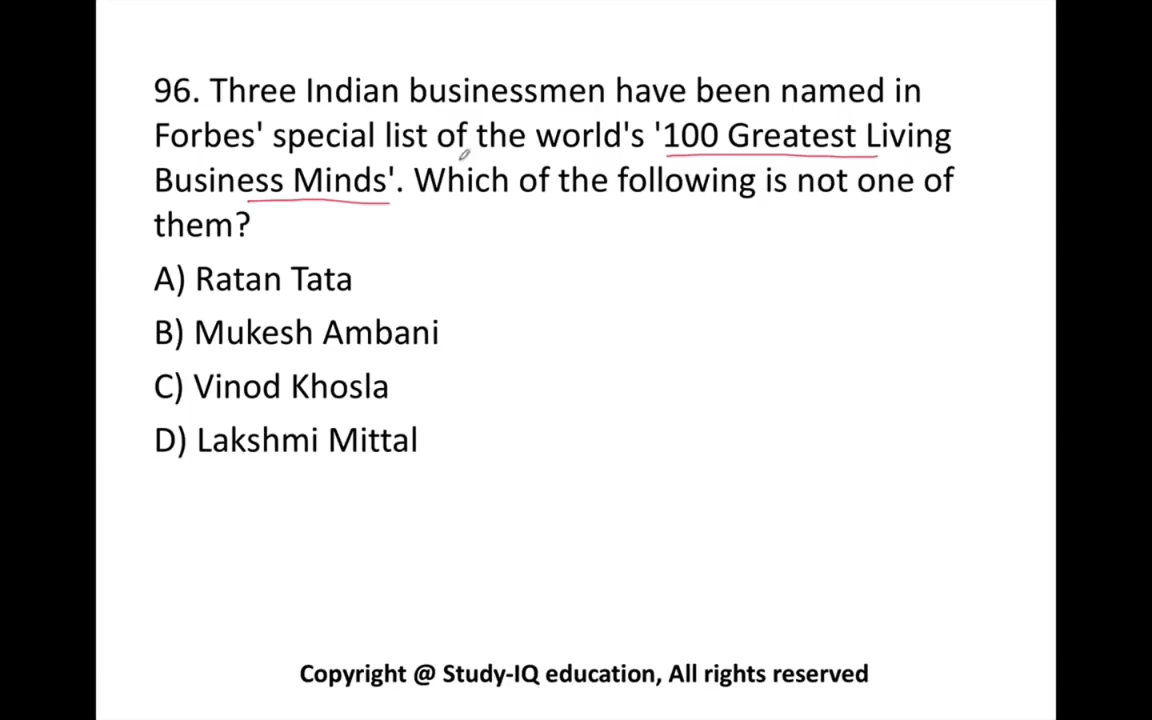 96. Three Indian businessmen have been named in
Forbes' special list of the world's '100 Greatest Living
Business Minds'. Which of the following is not one of
them?
A) Ratan Tata
B) Mukesh Ambani
C) Vinod Khosla
D) Lakshmi Mittal
Copyright @ Study-IQ education, All rights reserved